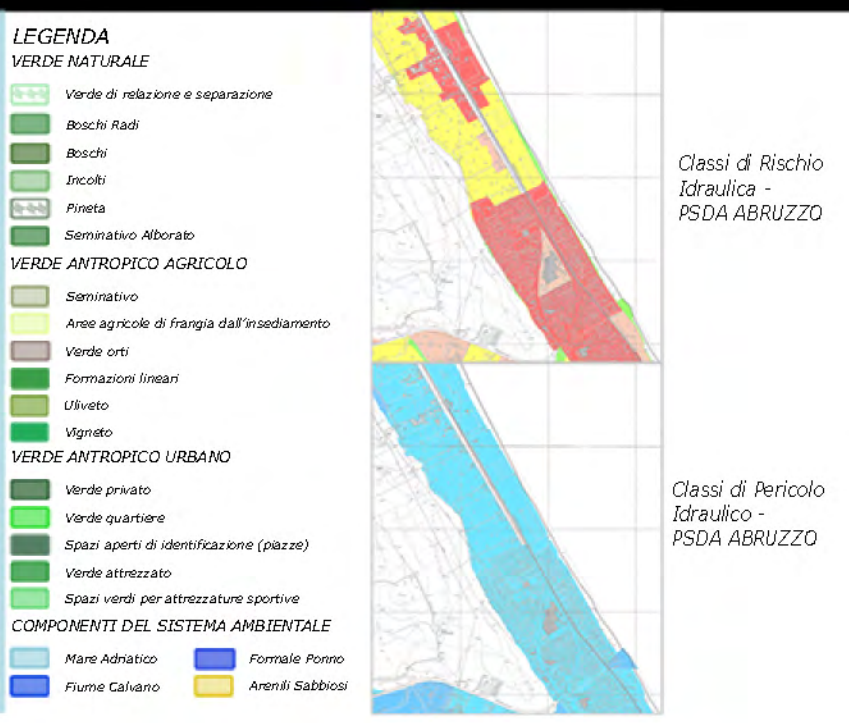 LEGENDA
VERDE NATURALE
Verde di relazione e separazione
Boschi Radi
Boschi
Incolti
Pineta
Seminativo Alborato
VERDE ANTROPICO AGRICOLO
Seminativo
Aree agricole di frangia dall'insediamento
Verde orti
Formazioni lineari
Uliveto
Vigneto
VERDE ANTROPICO URBANO
Verde privato
Verde quartiere
Spazi aperti di identificazione (piazze)
Verde attrezzato
Spazi verdi per attrezzature sportive
COMPONENTI DEL SISTEMA AMBIENTALE
Mare Adriatico
Formale Ponno
Fiume Calvano
Arenili Sabbiosi
Classi di Rischio
Idraulica -
PSDA ABRUZZO
Classi di Pericolo
Idraulico -
PSDA ABRUZZO